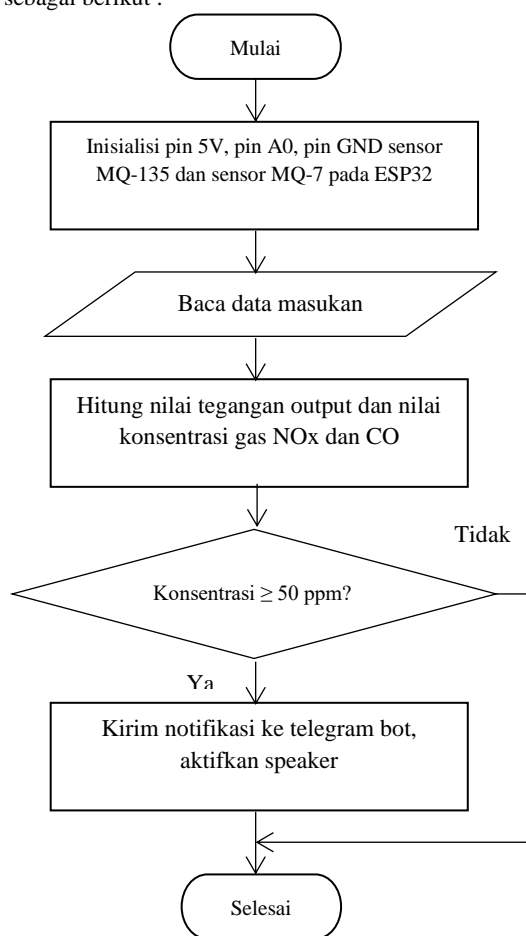 sebagai berikut :
Mulai
Inisialisi pin 5V, pin A0, pin GND sensor
MQ-135 dan sensor MQ-7 pada ESP32
Baca data masukan
Hitung nilai tegangan output dan nilai
konsentrasi gas NOx dan CO
Tidak
Konsentrasi ≥ 50 ppm?
Ya
Kirim notifikasi ke telegram bot,
aktifkan speaker
Selesai